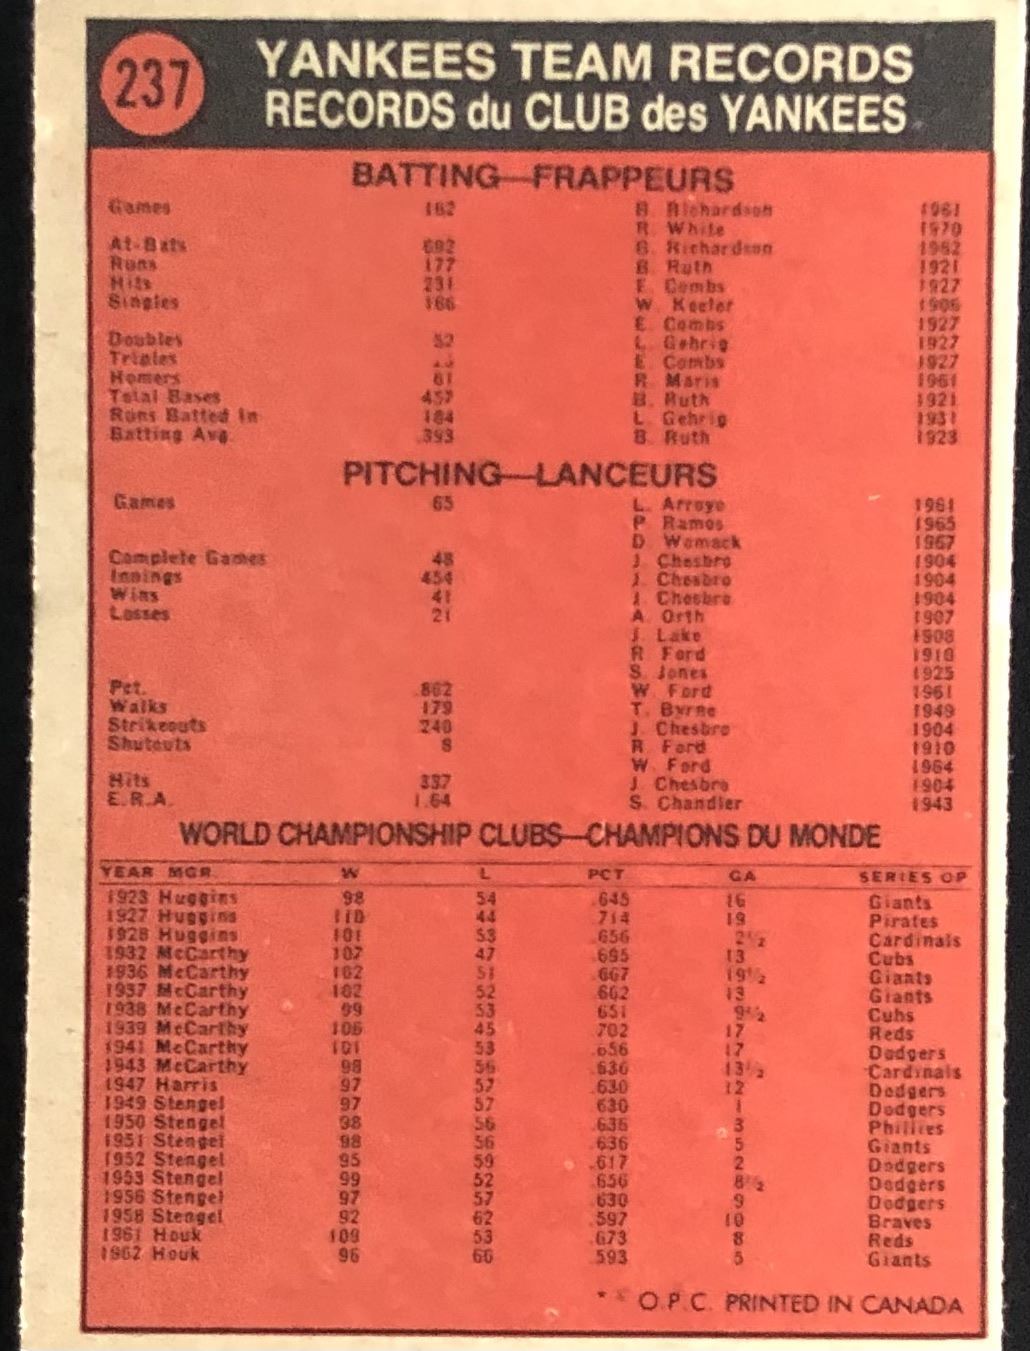 237
YANKEES TEAM RECORDS
RECORDS du CLUB des YANKEES
BATTING—FRAPPEURS
Games 162 B. Richardson 1961
R. White 1970
At-Bats 692 B. Richardson 1962
Runs 177 B. Ruth 1921
Hits 231 E. Combs 1927
Singles 166 W. Keeler 1906
E. Combs 1927
Doubles 52 L. Gehrig 1927
Triples E. Combs 1927
Homers 61 R. Maris 1961
Total Bases 457 B. Ruth 1921
Runs Batted In 184 L. Gehrig 1931
Batting Avg. .393 B. Ruth 1923
PITCHING—LANCEURS
Games 65 L. Arroyo 1961
P. Ramos 1965
D. Womack 1967
Complete Games 48 J. Chesbro 1904
Innings 454 J. Chesbro 1904
Wins 41 J. Chesbro 1904
Losses 21 A. Orth 1907
J. Lake 1908
R. Ford 1910
S. Jones 1925
Pct. .862 W. Ford 1961
Walks 179 T. Byrne 1949
Strikeouts 240 J. Chesbro 1904
Shutouts 8 R. Ford 1910
W. Ford 1964
Hits 337 J. Chesbro 1904
E.R.A. 1.64 S. Chandler 1943
WORLD CHAMPIONSHIP CLUBS—CHAMPIONS DU MONDE
YEAR MGR. W L PCT GA SERIES OP
1923 Huggins 98 54 .645 16 Giants
1927 Huggins 110 44 .714 19 Pirates
1928 Huggins 101 53 .656 2½ Cardinals
1932 McCarthy 107 47 .695 13 Cubs
1936 McCarthy 102 51 .667 19½ Giants
1937 McCarthy 102 52 .662 13 Giants
1938 McCarthy 99 53 .651 9½ Cubs
1939 McCarthy 106 45 .702 17 Reds
1941 McCarthy 101 53 .656 17 Dodgers
1943 McCarthy 98 56 .636 13½ Cardinals
1947 Harris 97 57 .630 12 Dodgers
1949 Stengel 97 57 .630 1 Dodgers
1950 Stengel 98 56 .636 3 Phillies
1951 Stengel 98 56 .636 5 Giants
1952 Stengel 95 59 .617 2 Dodgers
1953 Stengel 99 52 .656 8½ Dodgers
1956 Stengel 97 57 .630 9 Dodgers
1958 Stengel 92 62 .597 10 Braves
1961 Houk 109 53 .673 8 Reds
1962 Houk 96 66 .593 5 Giants
* * O.P.C. PRINTED IN CANADA